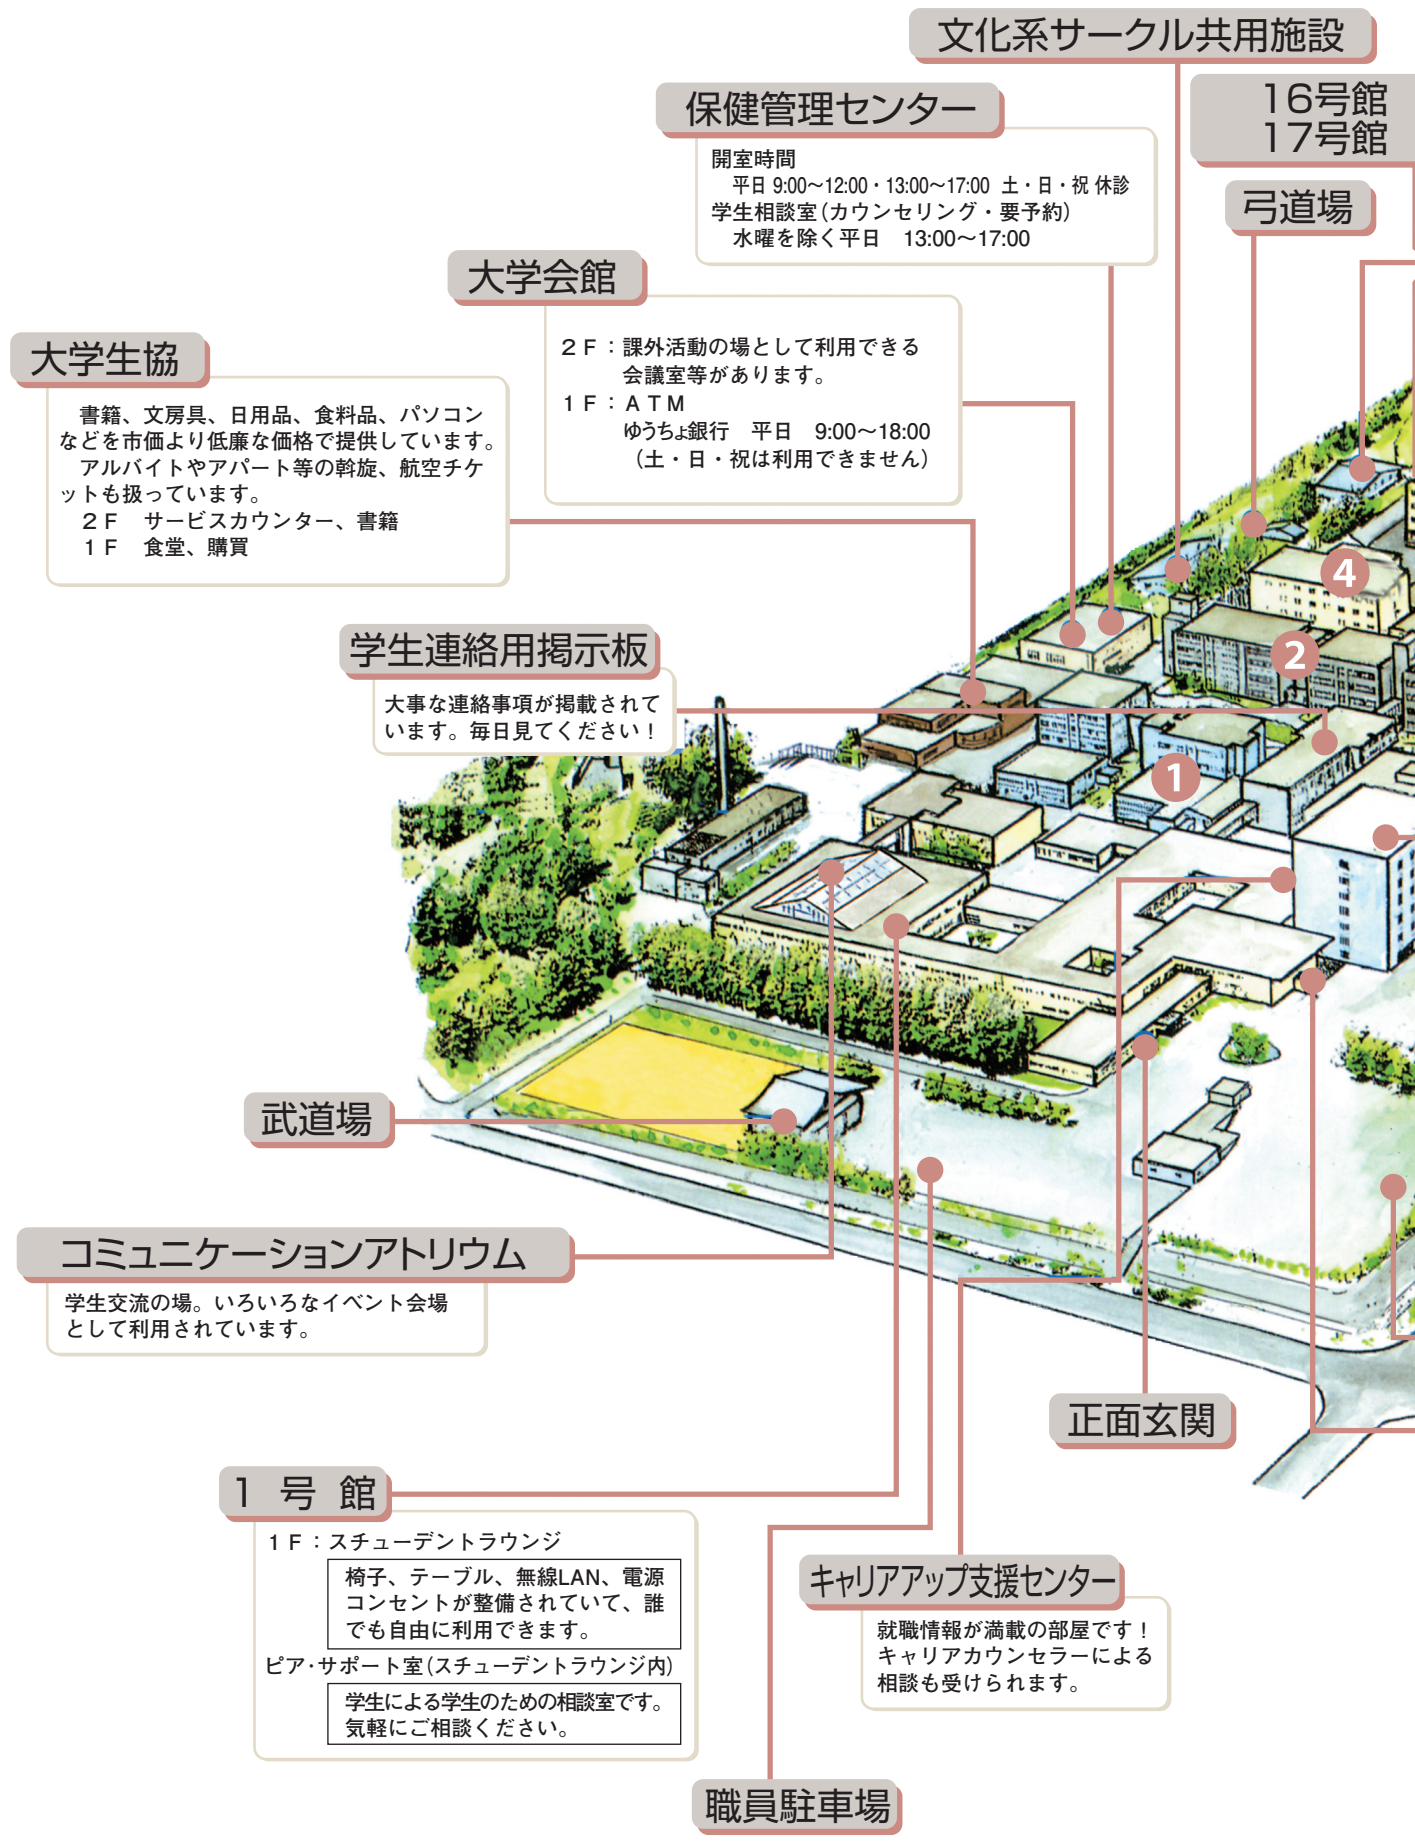 文化系サークル共用施設
16号館
17号館
保健管理センター
開室時間
平日 9:00〜12:00・13:00〜17:00 土・日・祝 休診
学生相談室(カウンセリング・要予約)
水曜を除く平日 13:00〜17:00
弓道場
大学会館
2F:課外活動の場として利用できる
会議室等があります。
1F:ATM
ゆうちょ銀行 平日 9:00〜18:00
(土・日・祝は利用できません)
大学生協
書籍、文房具、日用品、食料品、パソコン
などを市価より低廉な価格で提供しています。
アルバイトやアパート等の斡旋、航空チケ
ットも扱っています。
2F サービスカウンター、書籍
1F 食堂、購買
4
2
1
学生連絡用掲示板
大事な連絡事項が掲載されて
います。毎日見てください!
武道場
コミュニケーションアトリウム
学生交流の場。いろいろなイベント会場
として利用されています。
正面玄関
1号館
1F:スチューデントラウンジ
椅子、テーブル、無線LAN、電源
コンセントが整備されていて、誰
でも自由に利用できます。
ピア・サポート室(スチューデントラウンジ内)
学生による学生のための相談室です。
気軽にご相談ください。
キャリアアップ支援センター
就職情報が満載の部屋です!
キャリアカウンセラーによる
相談も受けられます。
職員駐車場